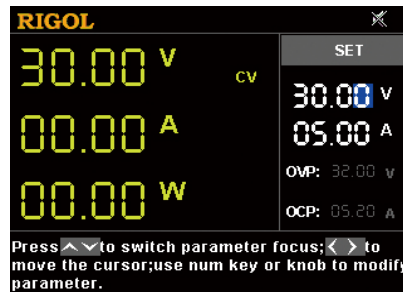 RIGOL
SET
30.00 V
CV
30.00 V
00.00 A
05.00 A
00.00 W
OVP: 32.00 V
OCP: 05.20 A
Press to switch parameter focus; to
move the cursor;use num key or knob to modify
parameter.